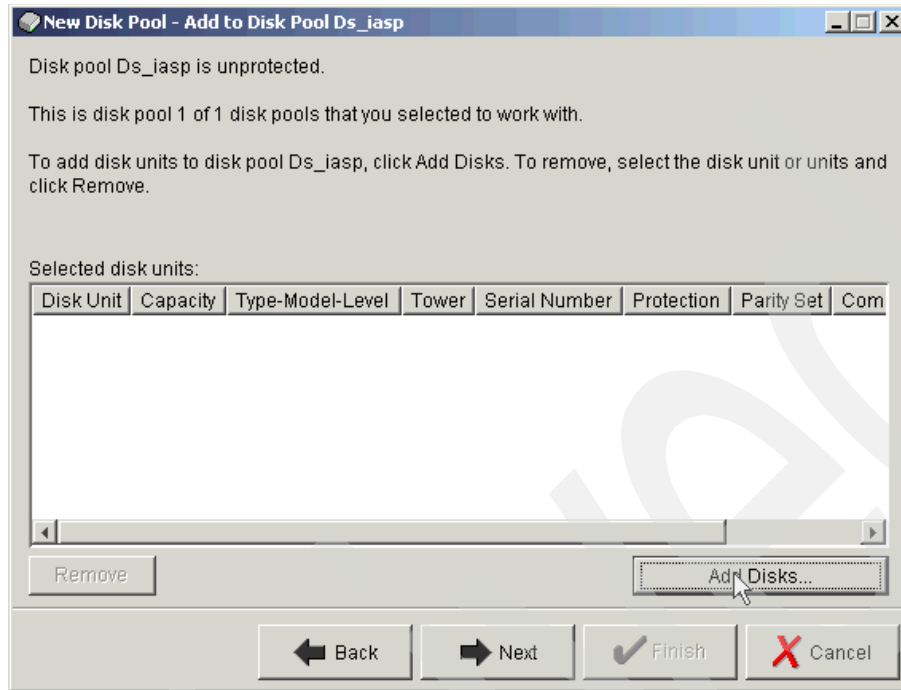 New Disk Pool - Add to Disk Pool Ds_iasp
Disk pool Ds_iasp is unprotected.
This is disk pool 1 of 1 disk pools that you selected to work with.
To add disk units to disk pool Ds_iasp, click Add Disks. To remove, select the disk unit or units and
click Remove.
Selected disk units:
Disk Unit Capacity Type-Model-Level Tower Serial Number Protection Parity Set Com
Remove Add Disks...
Back Next Finish Cancel